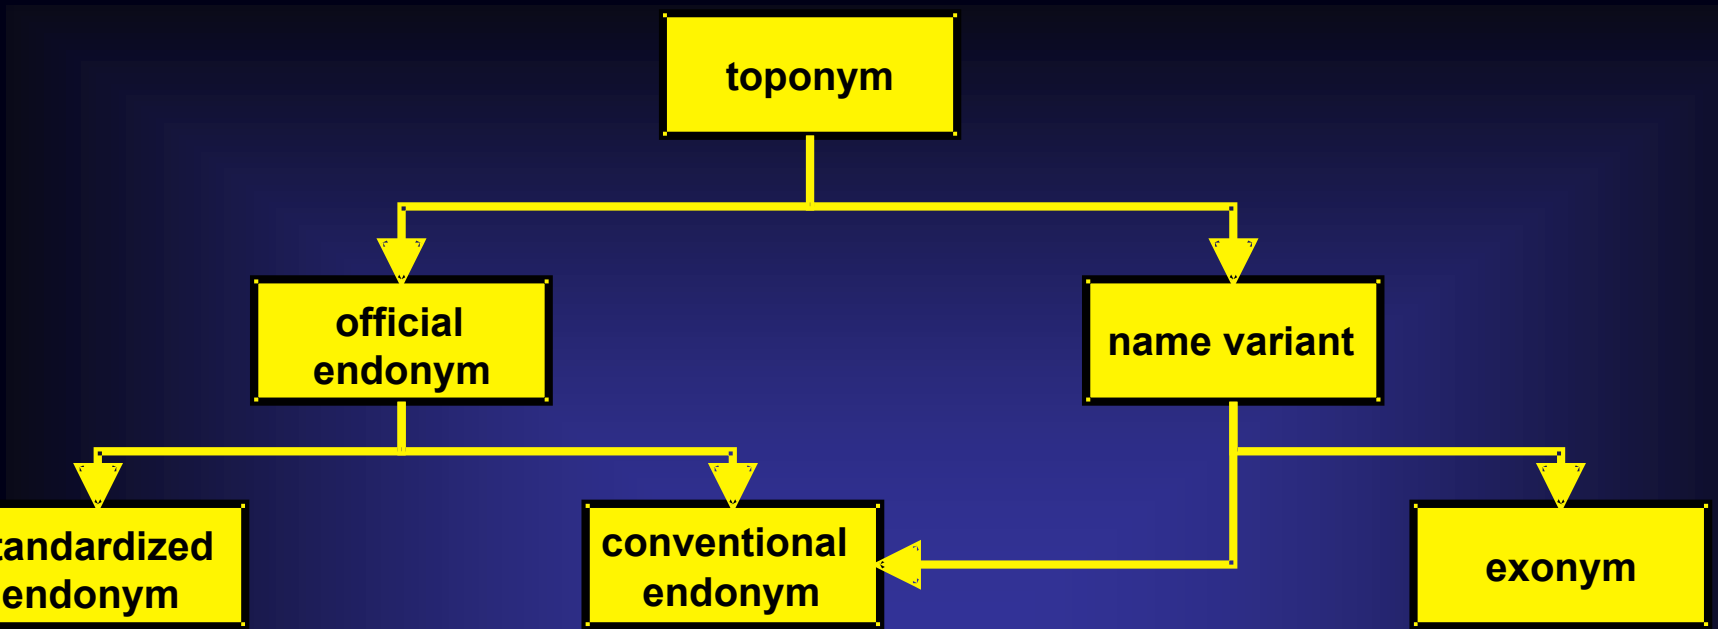 toponym
official
endonym
name variant
tandardized
endonym
conventional
endonym
exonym